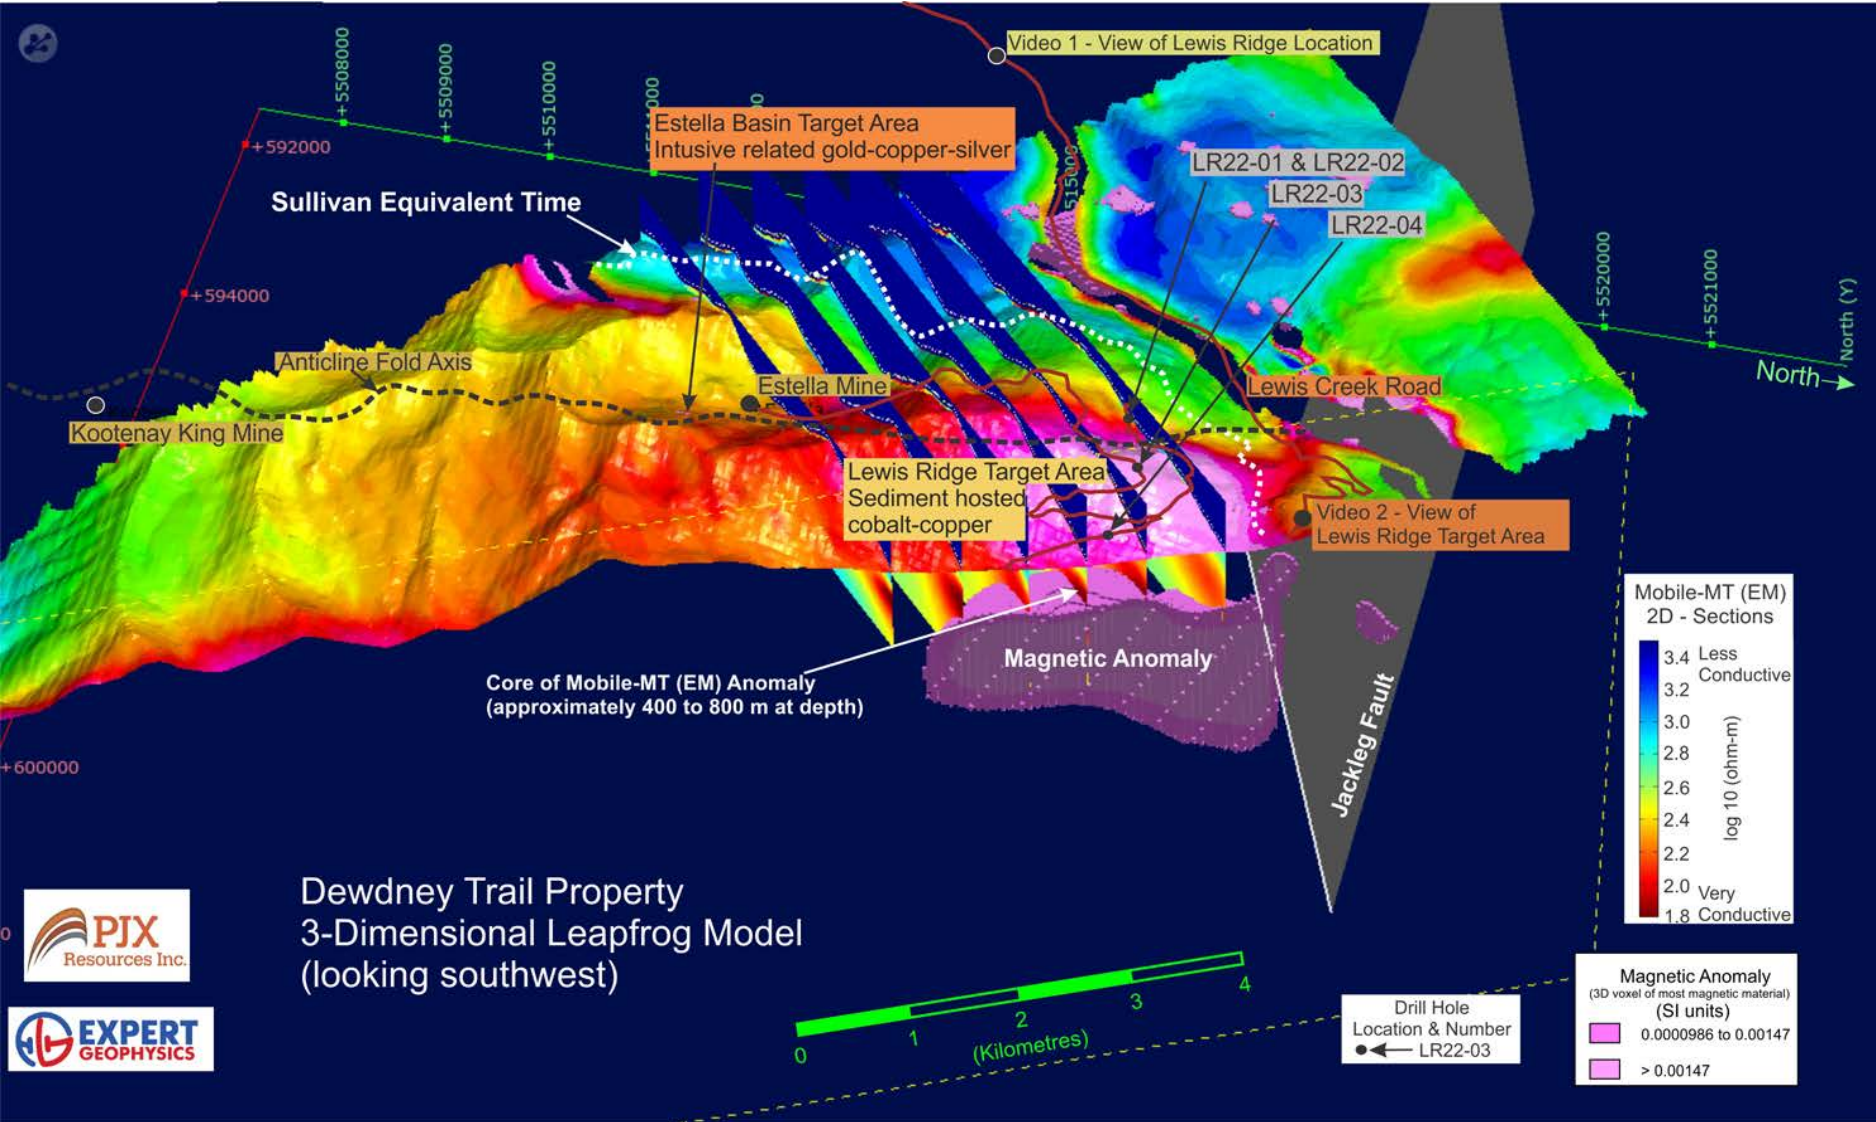 Video 1 - View of Lewis Ridge Location
+5508000
+5509000
+5510000
Estella Basin Target Area
Intusive related gold-copper-silver
+592000
LR22-01 & LR22-02
LR22-03
LR22-04
515000
Sullivan Equivalent Time
+594000
+5520000
+5521000
North (Y)
North
Anticline Fold Axis
Estella Mine
Lewis Creek Road
Kootenay King Mine
Lewis Ridge Target Area
Sediment hosted
cobalt-copper
Video 2 - View of
Lewis Ridge Target Area
Magnetic Anomaly
Core of Mobile-MT (EM) Anomaly
(approximately 400 to 800 m at depth)
Jackleg Fault
+600000
Mobile-MT (EM)
2D - Sections
3.4 Less
Conductive
3.2
3.0
2.8
2.6
2.4
2.2
2.0 Very
1.8 Conductive
log 10 (ohm-m)
Dewdney Trail Property
3-Dimensional Leapfrog Model
(looking southwest)
PJX
Resources Inc.
EXPERT
GEOPHYSICS
0 1 2 3 4
(Kilometres)
Drill Hole
Location & Number
LR22-03
Magnetic Anomaly
(3D voxel of most magnetic material)
(SI units)
0.0000986 to 0.00147
> 0.00147